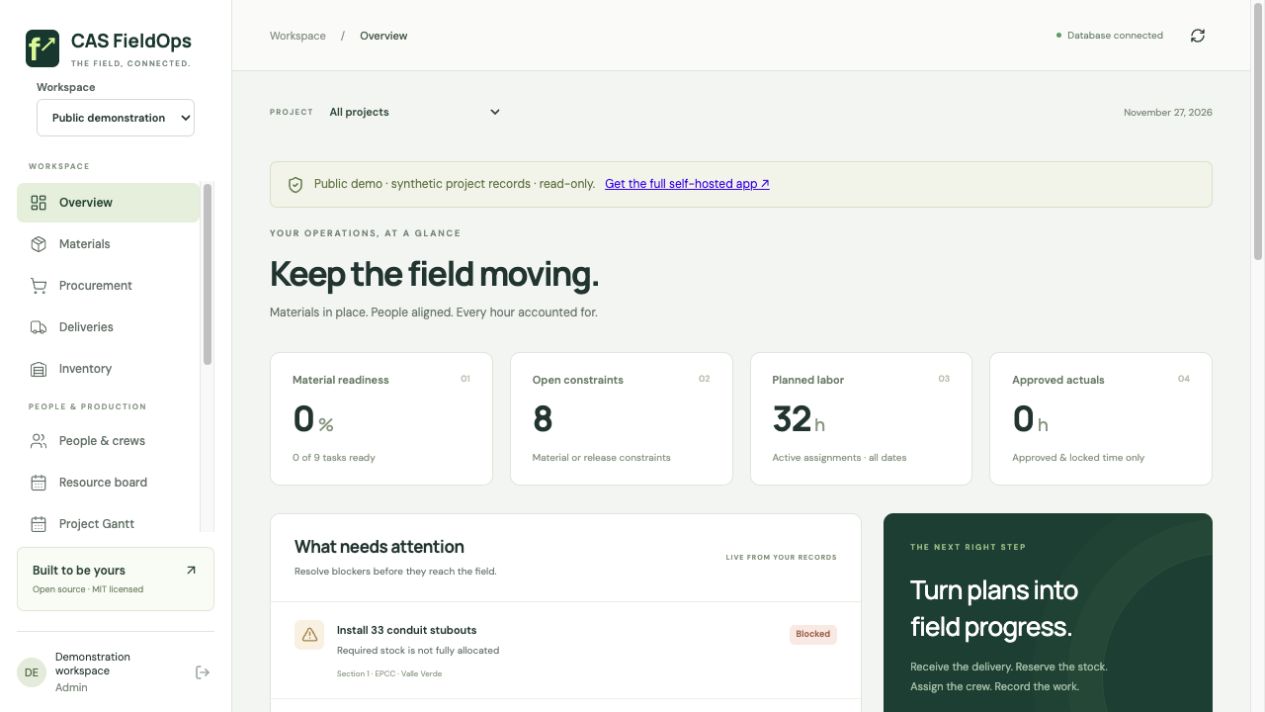 CAS FieldOps
THE FIELD, CONNECTED.
Workspace
Public demonstration
WORKSPACE
Overview
Materials
Procurement
Deliveries
Inventory
PEOPLE & PRODUCTION
People & crews
Resource board
Project Gantt
Built to be yours
Open source · MIT licensed
DE
Demonstration
workspace
Admin
Workspace / Overview
Database connected
PROJECT All projects
November 27, 2026
Public demo · synthetic project records · read-only. Get the full self-hosted app ↗
YOUR OPERATIONS, AT A GLANCE
Keep the field moving.
Materials in place. People aligned. Every hour accounted for.
Material readiness 01
0 %
0 of 9 tasks ready
Open constraints 02
8
Material or release constraints
Planned labor 03
32 h
Active assignments · all dates
Approved actuals 04
0 h
Approved & locked time only
What needs attention
Resolve blockers before they reach the field.
LIVE FROM YOUR RECORDS
Install 33 conduit stubouts
Required stock is not fully allocated
Section 1 · EPCC · Valle Verde
Blocked
THE NEXT RIGHT STEP
Turn plans into
field progress.
Receive the delivery. Reserve the stock.
Assign the crew. Record the work.